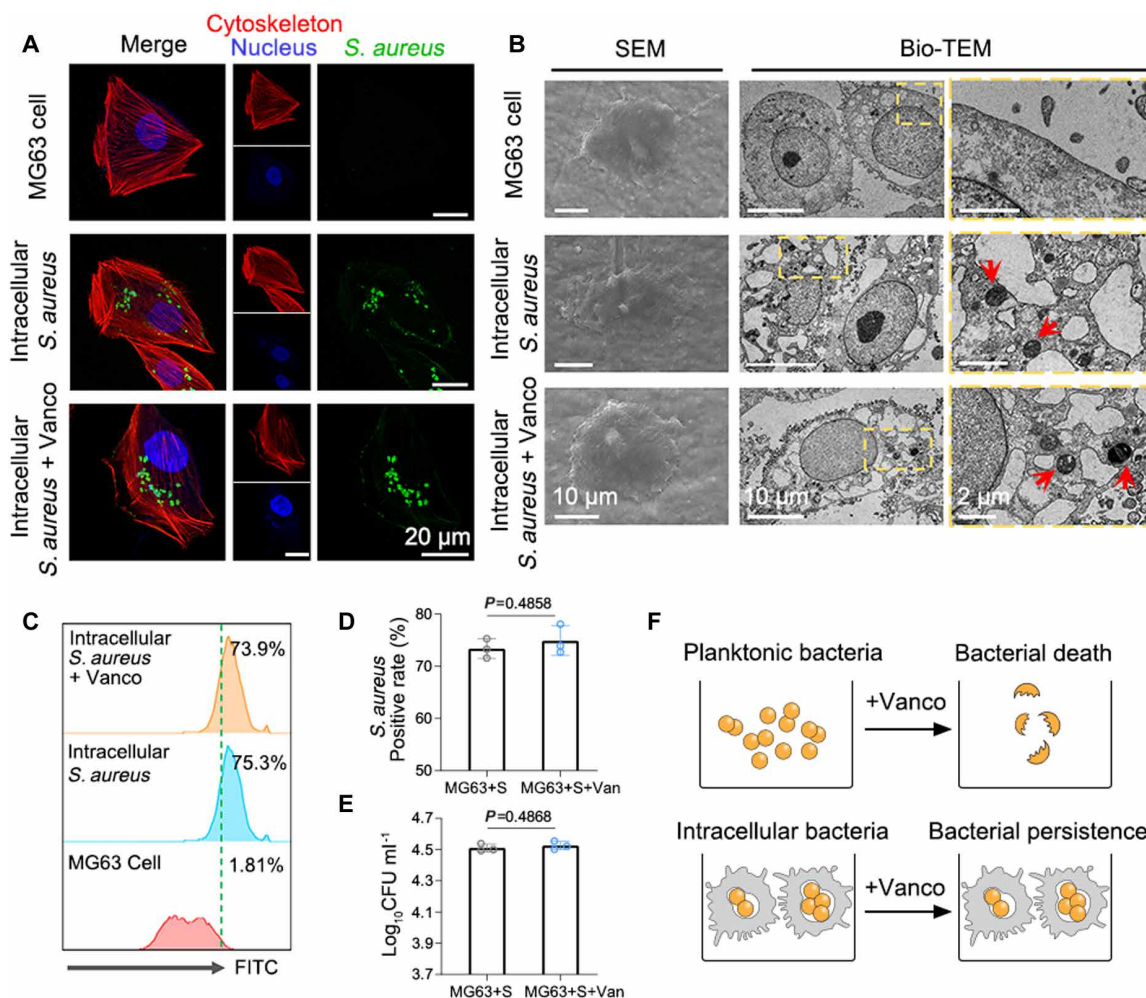 A
Cytoskeleton
Merge
Nucleus
S. aureus
MG63 cell
Intracellular
S. aureus
Intracellular
S. aureus + Vanco
20 μm
B
SEM
Bio-TEM
MG63 cell
Intracellular
S. aureus
Intracellular
S. aureus + Vanco
10 μm
10 μm
2 μm
C
Intracellular
S. aureus
+ Vanco
73.9%
Intracellular
S. aureus
75.3%
MG63 Cell
1.81%
FITC
D
P=0.4858
S. aureus
Positive rate (%)
80
70
60
50
MG63+S
MG63+S+Van
E
P=0.4868
Log10CFU ml-1
4.7
4.5
4.3
4.1
3.9
3.7
MG63+S
MG63+S+Van
F
Planktonic bacteria
Bacterial death
+Vanco
Intracellular bacteria
Bacterial persistence
+Vanco